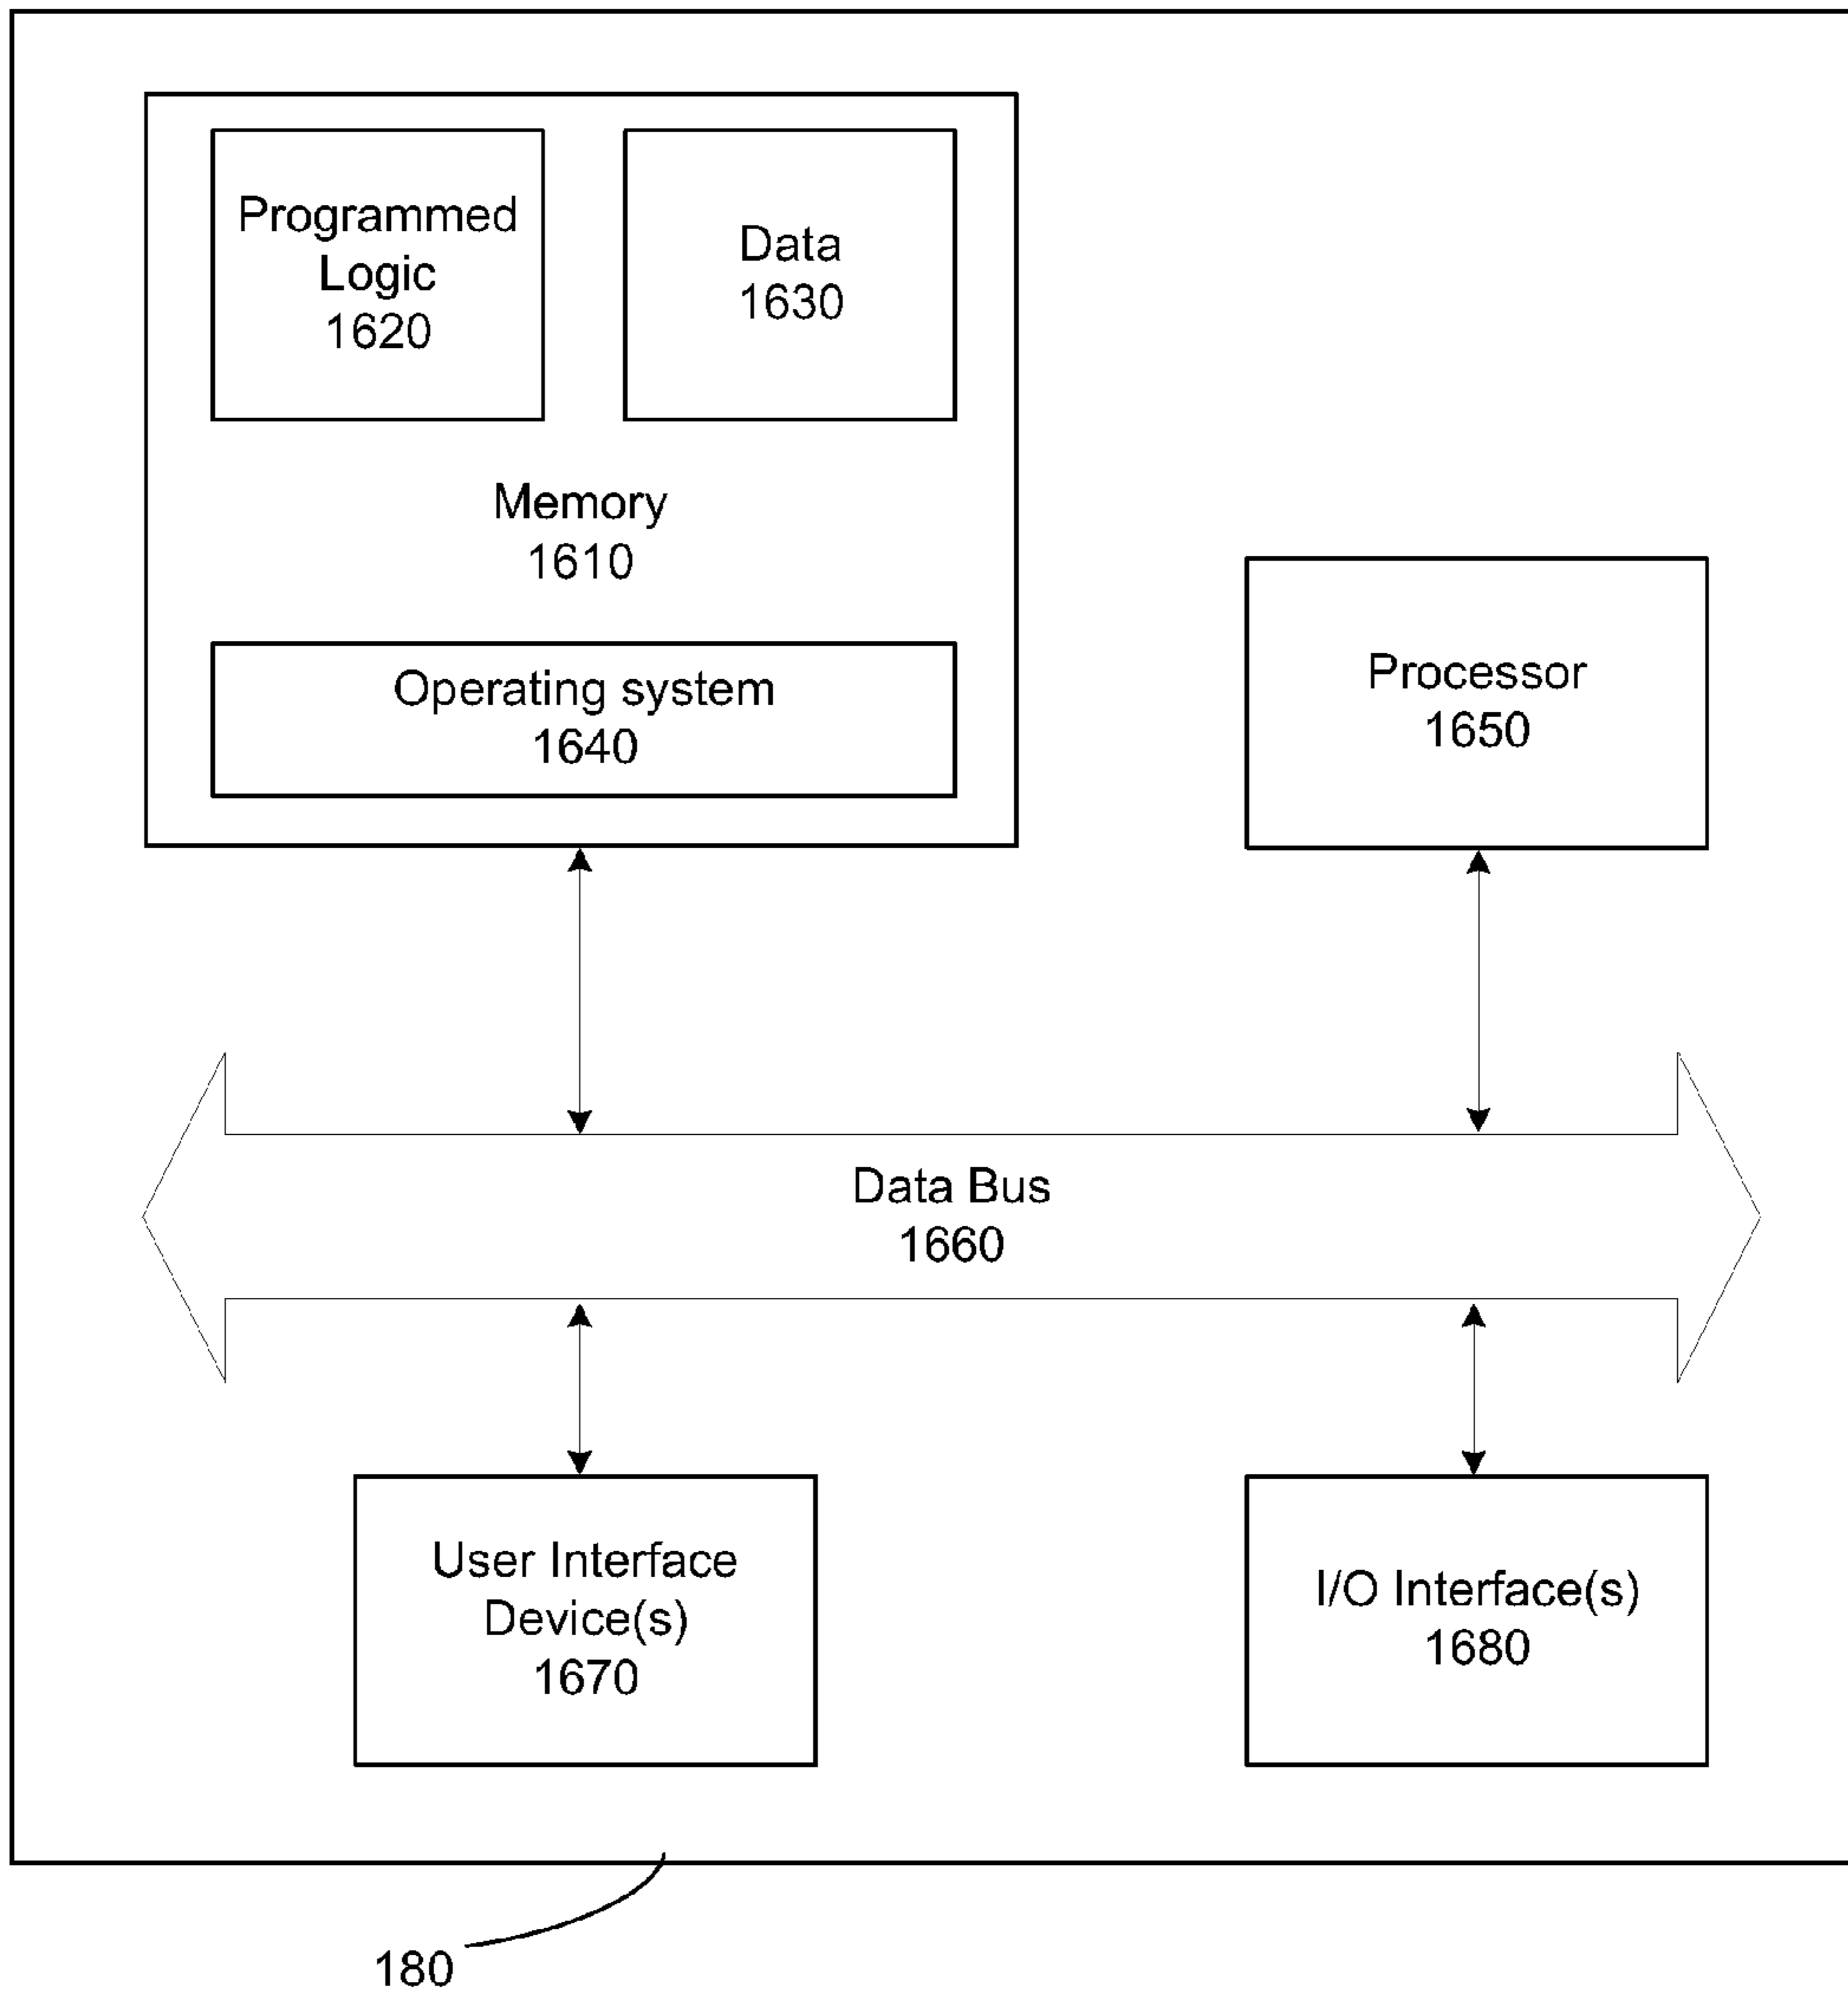 Programmed
Logic
1620
Data
1630
Memory
1610
Operating system
1640
Processor
1650
Data Bus
1660
User Interface
Device(s)
1670
I/O Interface(s)
1680
180